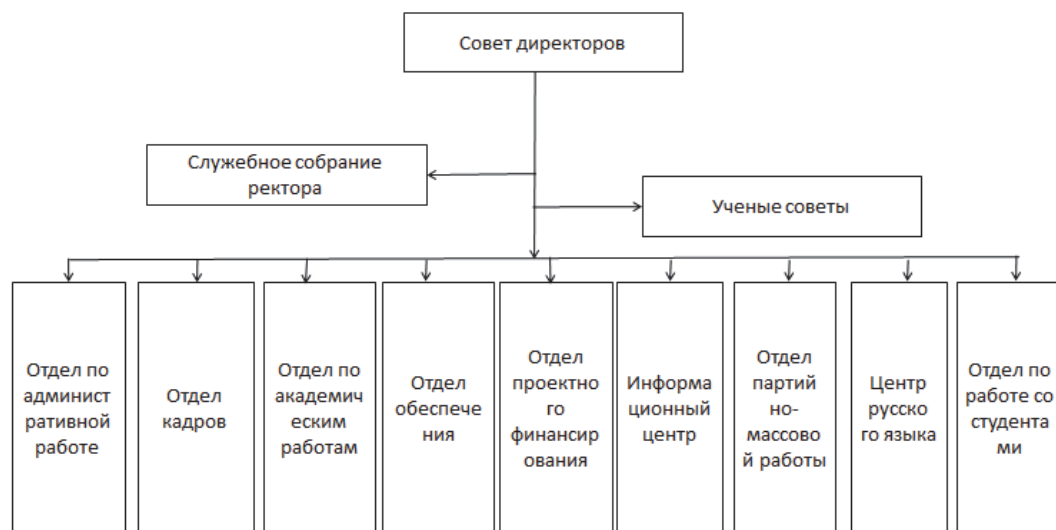 Совет директоров
Служебное собрание
ректора
Ученые советы
Отдел по
админист
ративной
работе
Отдел
кадров
Отдел по
академич
еским
работам
Отдел
обеспече
ния
Отдел
проектно
го
финансир
ования
Информа
ционный
центр
Отдел
партий
но-
массово
й работы
Центр
русско
го языка
Отдел по
работе со
студента
ми